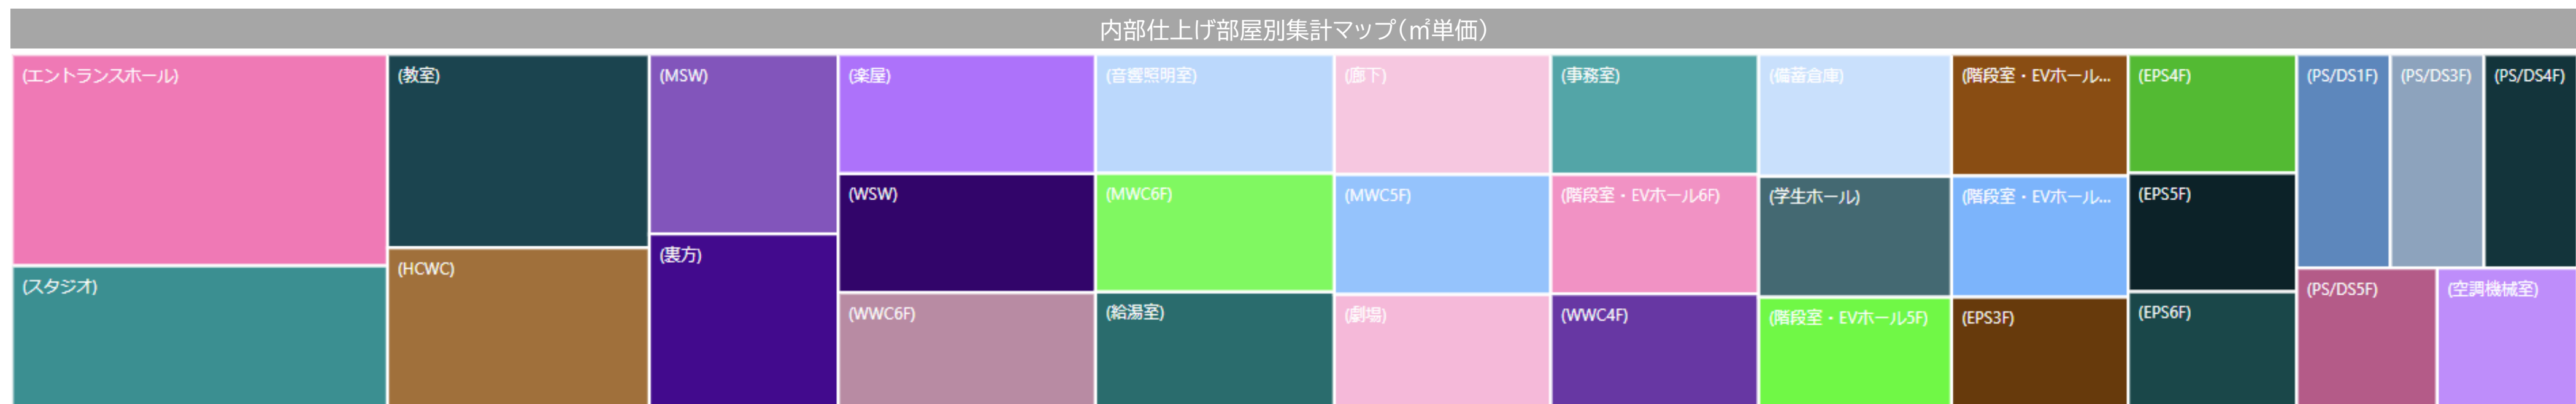 内部仕上げ部屋別集計マップ(㎡単価)
(エントランスホール)
(スタジオ)
(教室)
(HCWC)
(MSW)
(裏方)
(楽屋)
(WSW)
(WWC6F)
(音響照明室)
(MWC6F)
(給湯室)
(廊下)
(MWC5F)
(劇場)
(事務室)
(階段室・EVホール6F)
(WWC4F)
(備蓄倉庫)
(学生ホール)
(階段室・EVホール5F)
(階段室・EVホール...
(階段室・EVホール...
(EPS3F)
(EPS4F)
(EPS5F)
(EPS6F)
(PS/DS1F)
(PS/DS3F)
(PS/DS4F)
(PS/DS5F)
(空調機械室)